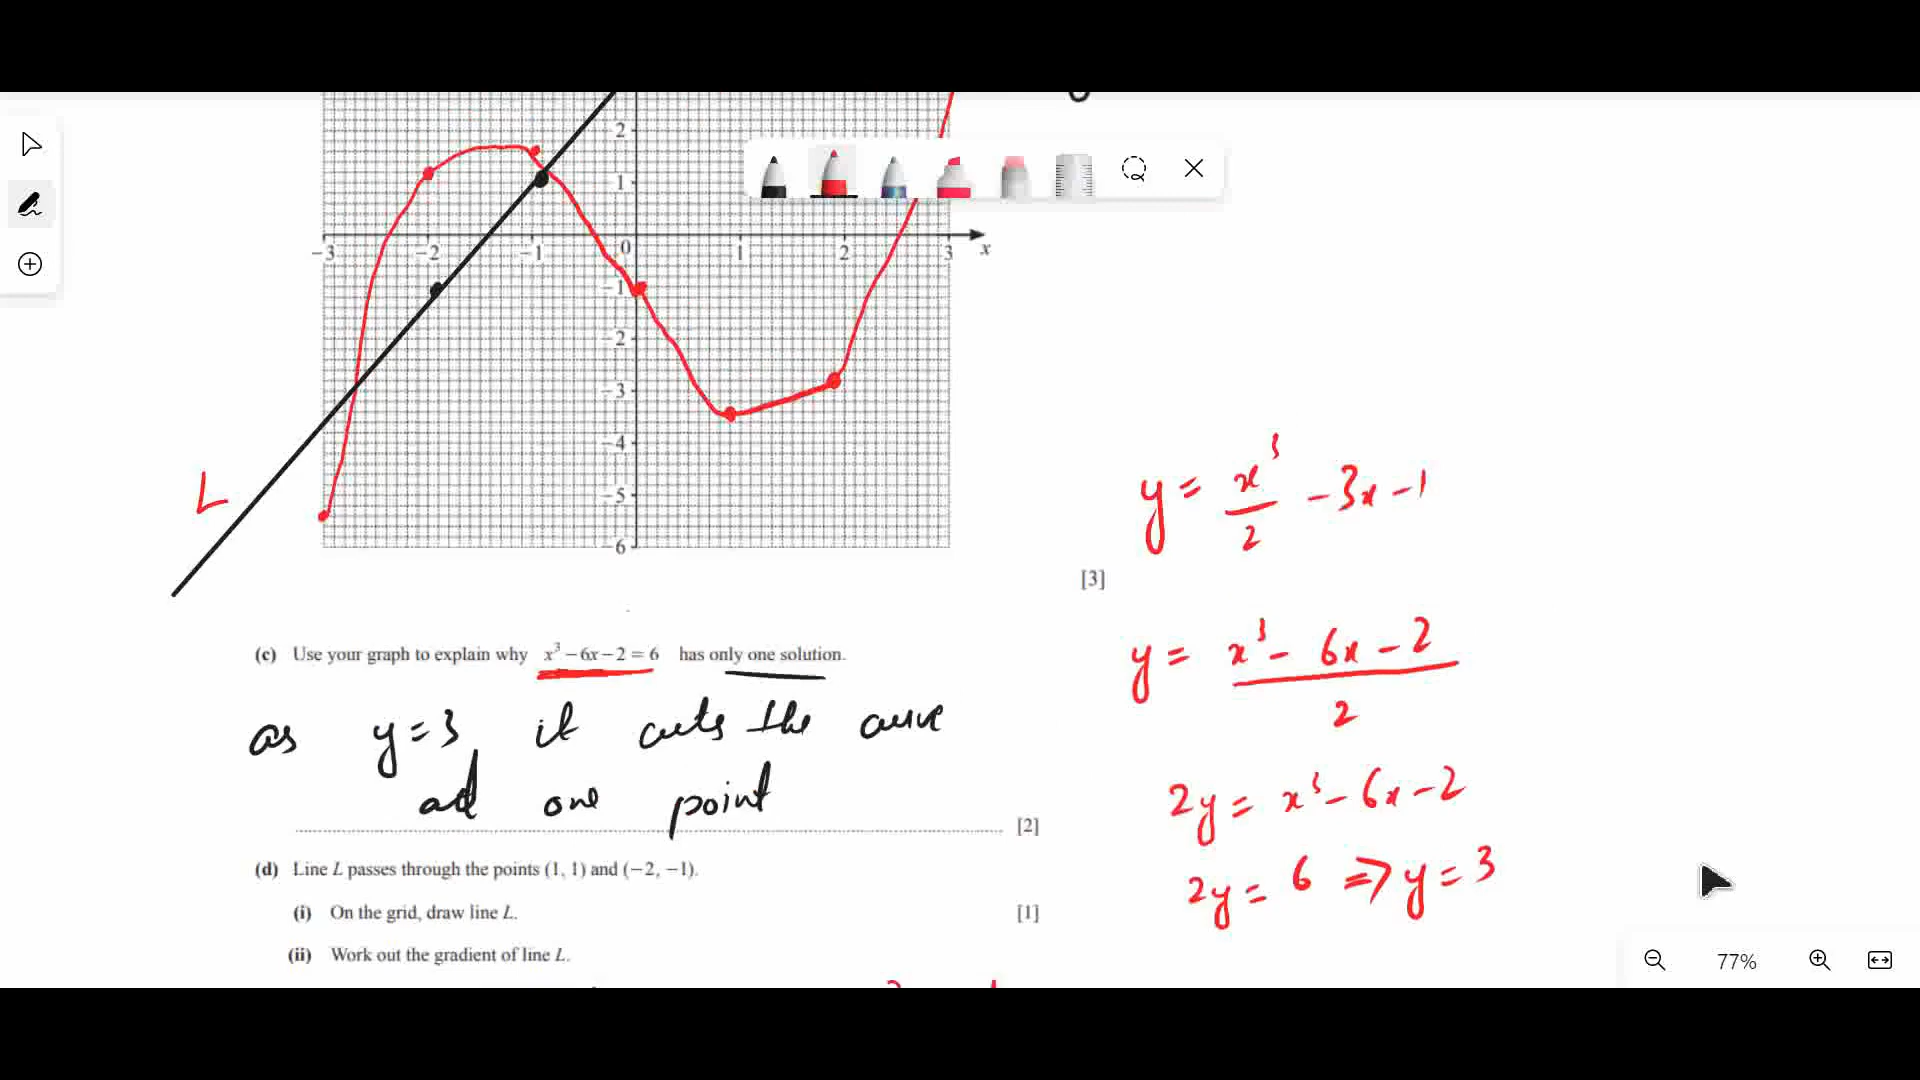 2
1
-3 -2 -1 0 1 2 3 x
-1
-2
-3
-4
-5
-6
L
y = x³/2 - 3x - 1
[3]
(c) Use your graph to explain why x³ – 6x – 2 = 6 has only one solution.
y = x³ - 6x - 2 / 2
as y=3 it cuts the curve
at one point
[2]
2y = x³ - 6x - 2
2y = 6 => y = 3
(d) Line L passes through the points (1, 1) and (−2, −1).
(i) On the grid, draw line L. [1]
(ii) Work out the gradient of line L.
77%